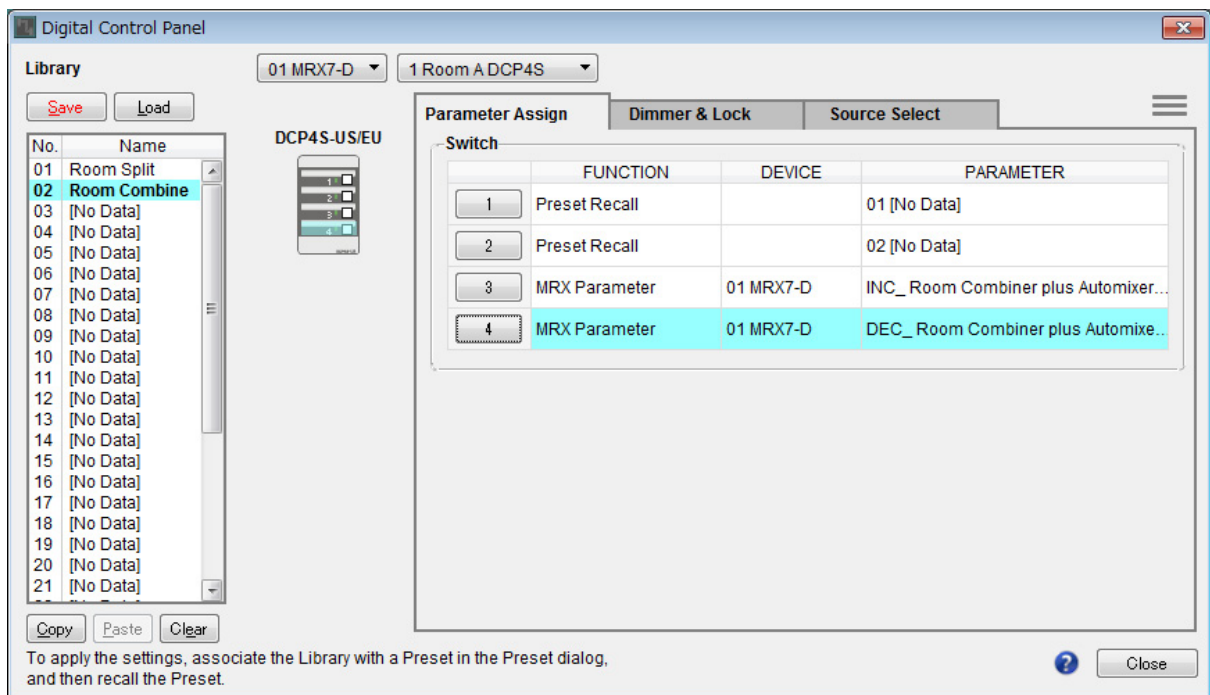 Digital Control Panel
Library
01 MRX7-D
1 Room A DCP4S
Save
Load
No. Name
01 Room Split
02 Room Combine
03 [No Data]
04 [No Data]
05 [No Data]
06 [No Data]
07 [No Data]
08 [No Data]
09 [No Data]
10 [No Data]
11 [No Data]
12 [No Data]
13 [No Data]
14 [No Data]
15 [No Data]
16 [No Data]
17 [No Data]
18 [No Data]
19 [No Data]
20 [No Data]
21 [No Data]
Copy
Paste
Clear
DCP4S-US/EU
1
2
3
4
Parameter Assign
Dimmer & Lock
Source Select
Switch
FUNCTION DEVICE PARAMETER
1 Preset Recall 01 [No Data]
2 Preset Recall 02 [No Data]
3 MRX Parameter 01 MRX7-D INC_ Room Combiner plus Automixer...
4 MRX Parameter 01 MRX7-D DEC_ Room Combiner plus Automixe...
To apply the settings, associate the Library with a Preset in the Preset dialog,
and then recall the Preset.
?
Close